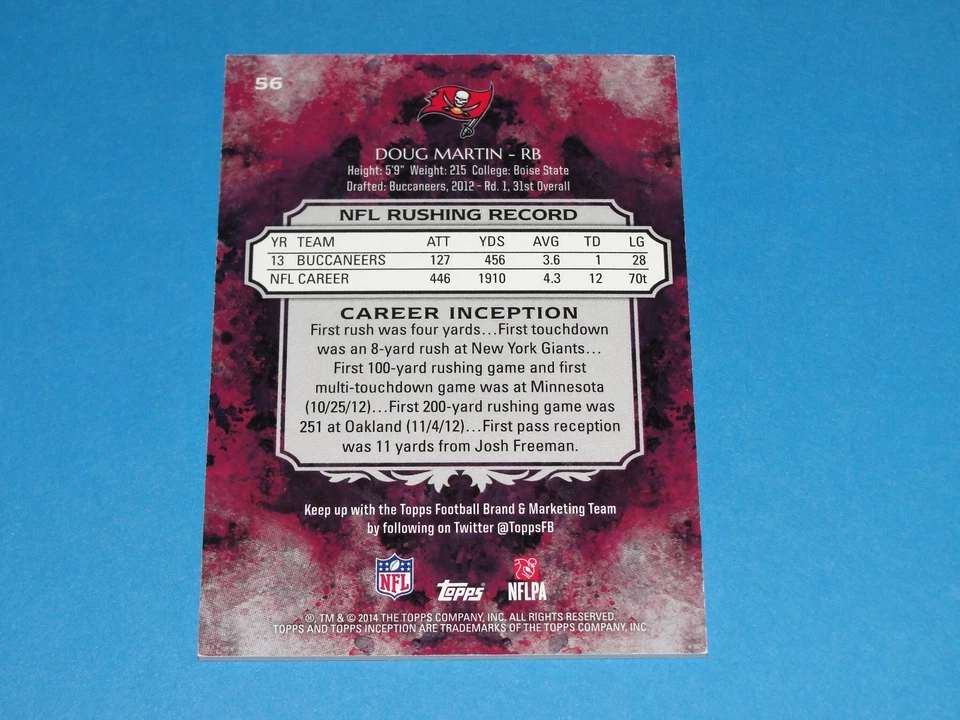 56
DOUG MARTIN - RB
Height: 5'9" Weight: 215 College: Boise State
Drafted: Buccaneers, 2012 - Rd. 1, 31st Overall
NFL RUSHING RECORD
YR TEAM ATT YDS AVG TD LG
13 BUCCANEERS 127 456 3.6 1 28
NFL CAREER 446 1910 4.3 12 70t
CAREER INCEPTION
First rush was four yards...First touchdown
was an 8-yard rush at New York Giants...
First 100-yard rushing game and first
multi-touchdown game was at Minnesota
(10/25/12)...First 200-yard rushing game was
251 at Oakland (11/4/12)...First pass reception
was 11 yards from Josh Freeman.
Keep up with the Topps Football Brand & Marketing Team
by following on Twitter @ToppsFB
NFL topps NFLPA
®, TM & © 2014 THE TOPPS COMPANY, INC. ALL RIGHTS RESERVED.
TOPPS AND TOPPS INCEPTION ARE TRADEMARKS OF THE TOPPS COMPANY, INC.